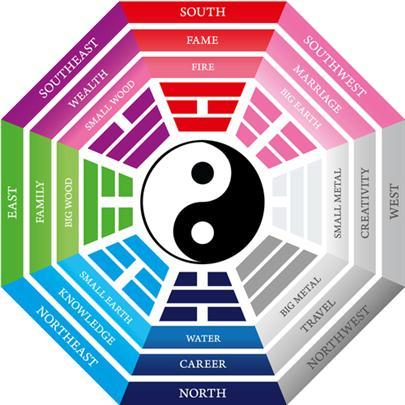 SOUTH
FAME
FIRE
SOUTHWEST
MARRIAGE
BIG EARTH
WEST
CREATIVITY
SMALL METAL
NORTHWEST
TRAVEL
BIG METAL
NORTH
CAREER
WATER
NORTHEAST
KNOWLEDGE
SMALL EARTH
EAST
FAMILY
BIG WOOD
SOUTHEAST
WEALTH
SMALL WOOD